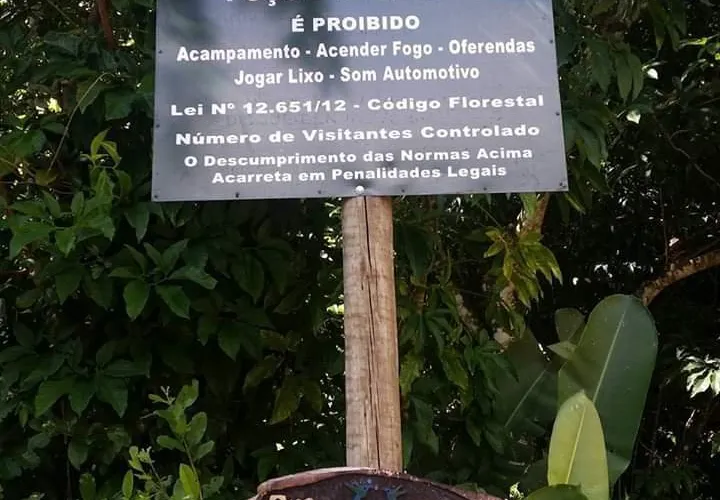 É PROIBIDO
Acampamento - Acender Fogo - Oferendas
Jogar Lixo - Som Automotivo
Lei Nº 12.651/12 - Código Florestal
Número de Visitantes Controlado
O Descumprimento das Normas Acima
Acarreta em Penalidades Legais